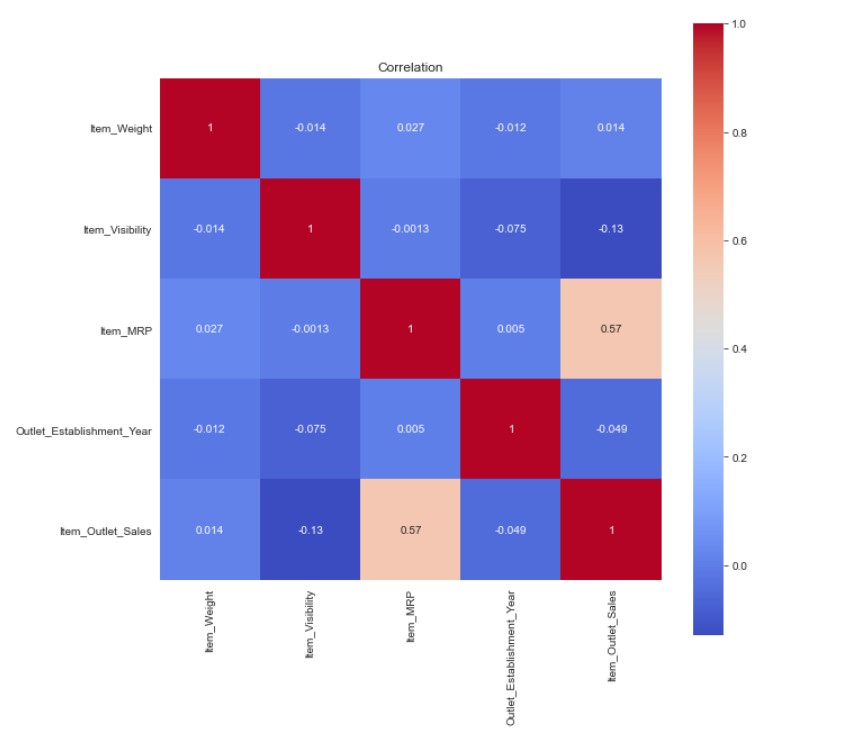 Correlation
Item_Weight 1 -0.014 0.027 -0.012 0.014
Item_Visibility -0.014 1 -0.0013 -0.075 -0.13
Item_MRP 0.027 -0.0013 1 0.005 0.57
Outlet_Establishment_Year -0.012 -0.075 0.005 1 -0.049
Item_Outlet_Sales 0.014 -0.13 0.57 -0.049 1
Item_Weight
Item_Visibility
Item_MRP
Outlet_Establishment_Year
Item_Outlet_Sales
1.0
0.8
0.6
0.4
0.2
0.0